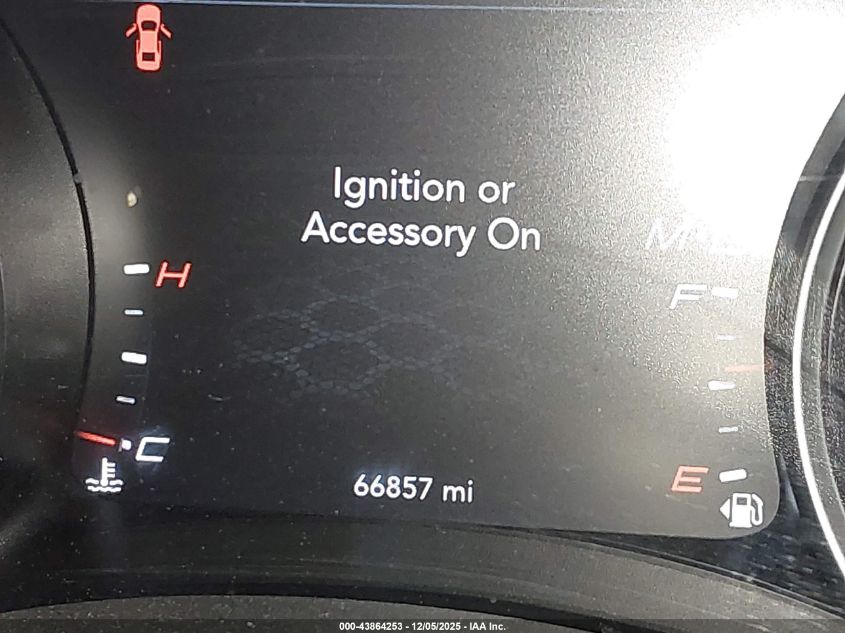 Ignition or
Accessory On
H
F
C
E
66857 mi
000-43864253 - 12/05/2025 - IAA Inc.